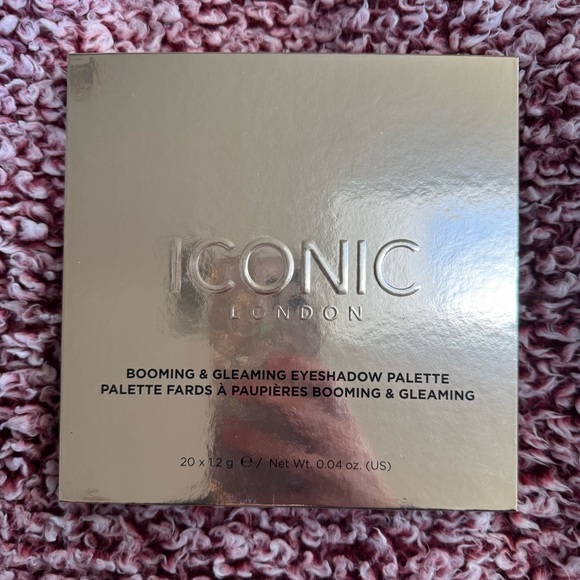 ICONIC
LONDON
BOOMING & GLEAMING EYESHADOW PALETTE
PALETTE FARDS À PAUPIÈRES BOOMING & GLEAMING
20 x 1.2 g ℮ / Net Wt. 0.04 oz. (US)